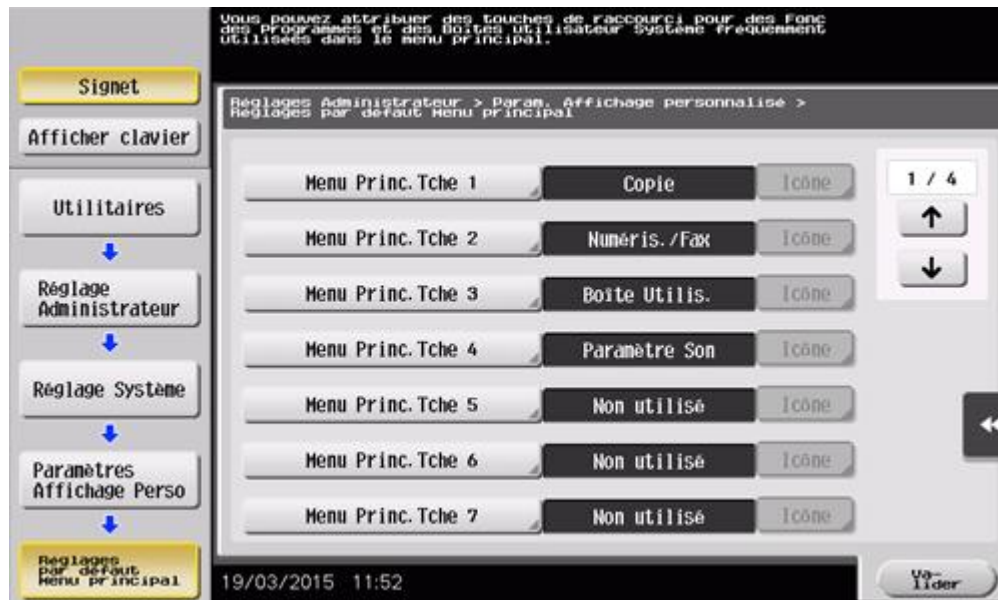 Vous pouvez attribuer des touches de raccourci pour des Fonc
des Programmes et des Boîtes utilisateur Système fréquemment
utilisées dans le menu principal.
Signet
Afficher clavier
Utilitaires
Réglage
Administrateur
Réglage Système
Paramètres
Affichage Perso
Réglages
par défaut
Menu principal
Réglages Administrateur > Param. Affichage personnalisé >
Réglages par défaut Menu principal
Menu Princ.Tche 1 Copie Icône
Menu Princ.Tche 2 Numéris./Fax Icône
Menu Princ.Tche 3 Boîte Utilis. Icône
Menu Princ.Tche 4 Paramètre Son Icône
Menu Princ.Tche 5 Non utilisé Icône
Menu Princ.Tche 6 Non utilisé Icône
Menu Princ.Tche 7 Non utilisé Icône
1 / 4
19/03/2015 11:52
Va-
lider